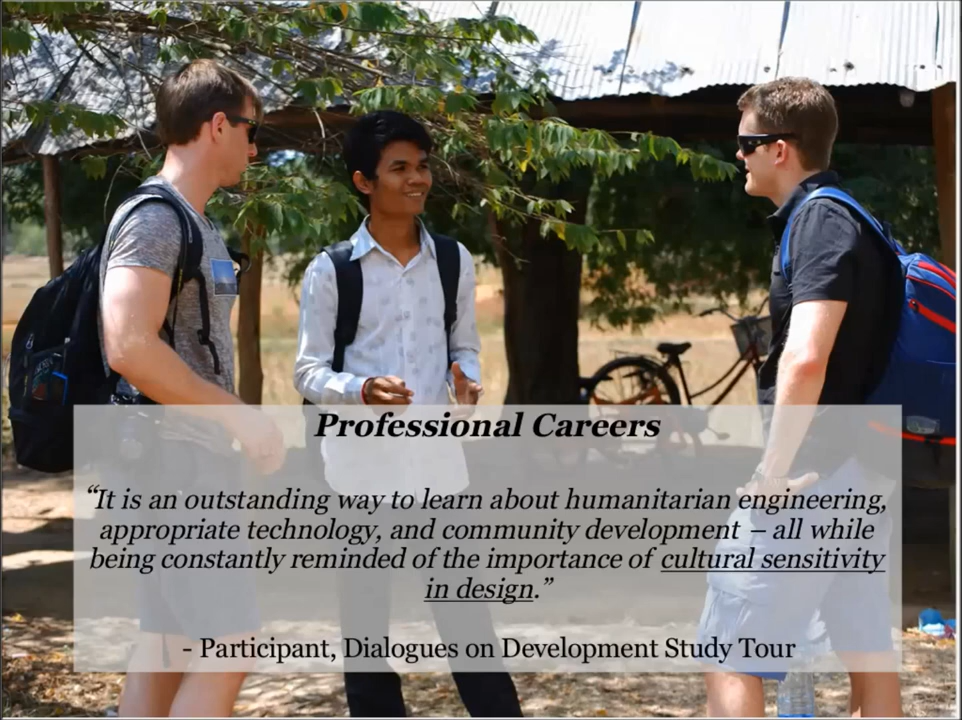 Professional Careers
“It is an outstanding way to learn about humanitarian engineering,
appropriate technology, and community development – all while
being constantly reminded of the importance of cultural sensitivity
in design.”
- Participant, Dialogues on Development Study Tour